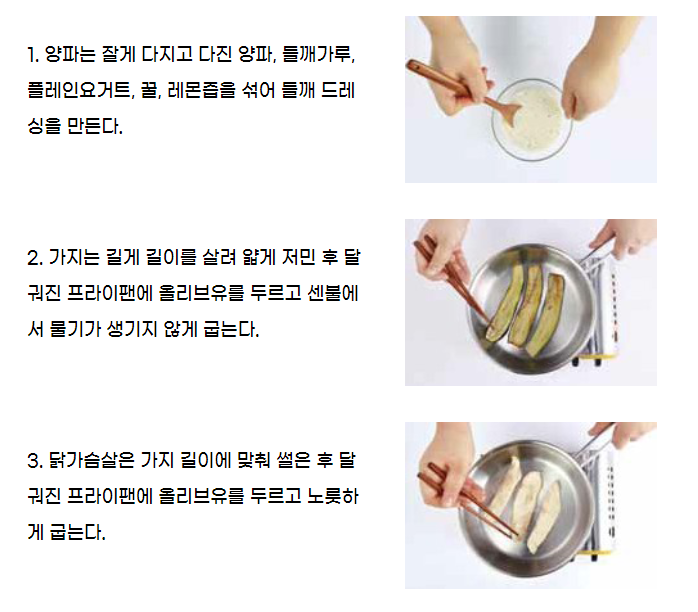 1. 양파는 잘게 다지고 다진 양파, 들깨가루,
플레인요거트, 꿀, 레몬즙을 섞어 들깨 드레
싱을 만든다.
2. 가지는 길게 길이를 살려 얇게 저민 후 달
궈진 프라이팬에 올리브유를 두르고 센불에
서 물기가 생기지 않게 굽는다.
3. 닭가슴살은 가지 길이에 맞춰 썰은 후 달
궈진 프라이팬에 올리브유를 두르고 노릇하
게 굽는다.